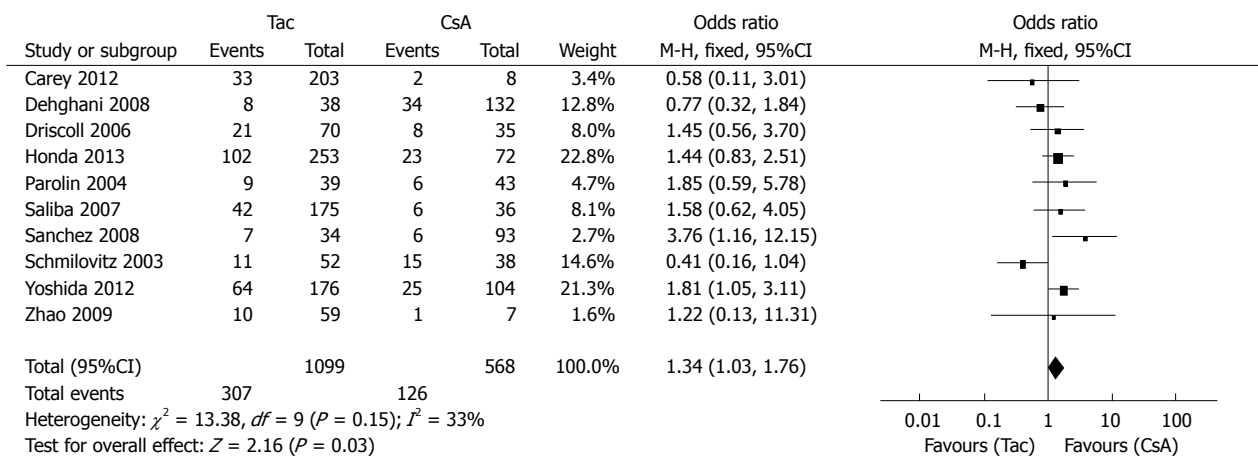 Tac CsA Odds ratio Odds ratio
Study or subgroup Events Total Events Total Weight M-H, fixed, 95%CI M-H, fixed, 95%CI
Carey 2012 33 203 2 8 3.4% 0.58 (0.11, 3.01)
Dehghani 2008 8 38 34 132 12.8% 0.77 (0.32, 1.84)
Driscoll 2006 21 70 8 35 8.0% 1.45 (0.56, 3.70)
Honda 2013 102 253 23 72 22.8% 1.44 (0.83, 2.51)
Parolin 2004 9 39 6 43 4.7% 1.85 (0.59, 5.78)
Saliba 2007 42 175 6 36 8.1% 1.58 (0.62, 4.05)
Sanchez 2008 7 34 6 93 2.7% 3.76 (1.16, 12.15)
Schmilovitz 2003 11 52 15 38 14.6% 0.41 (0.16, 1.04)
Yoshida 2012 64 176 25 104 21.3% 1.81 (1.05, 3.11)
Zhao 2009 10 59 1 7 1.6% 1.22 (0.13, 11.31)
Total (95%CI) 1099 568 100.0% 1.34 (1.03, 1.76)
Total events 307 126
Heterogeneity: χ² = 13.38, df = 9 (P = 0.15); I² = 33%
Test for overall effect: Z = 2.16 (P = 0.03)
0.01 0.1 1 10 100
Favours (Tac) Favours (CsA)